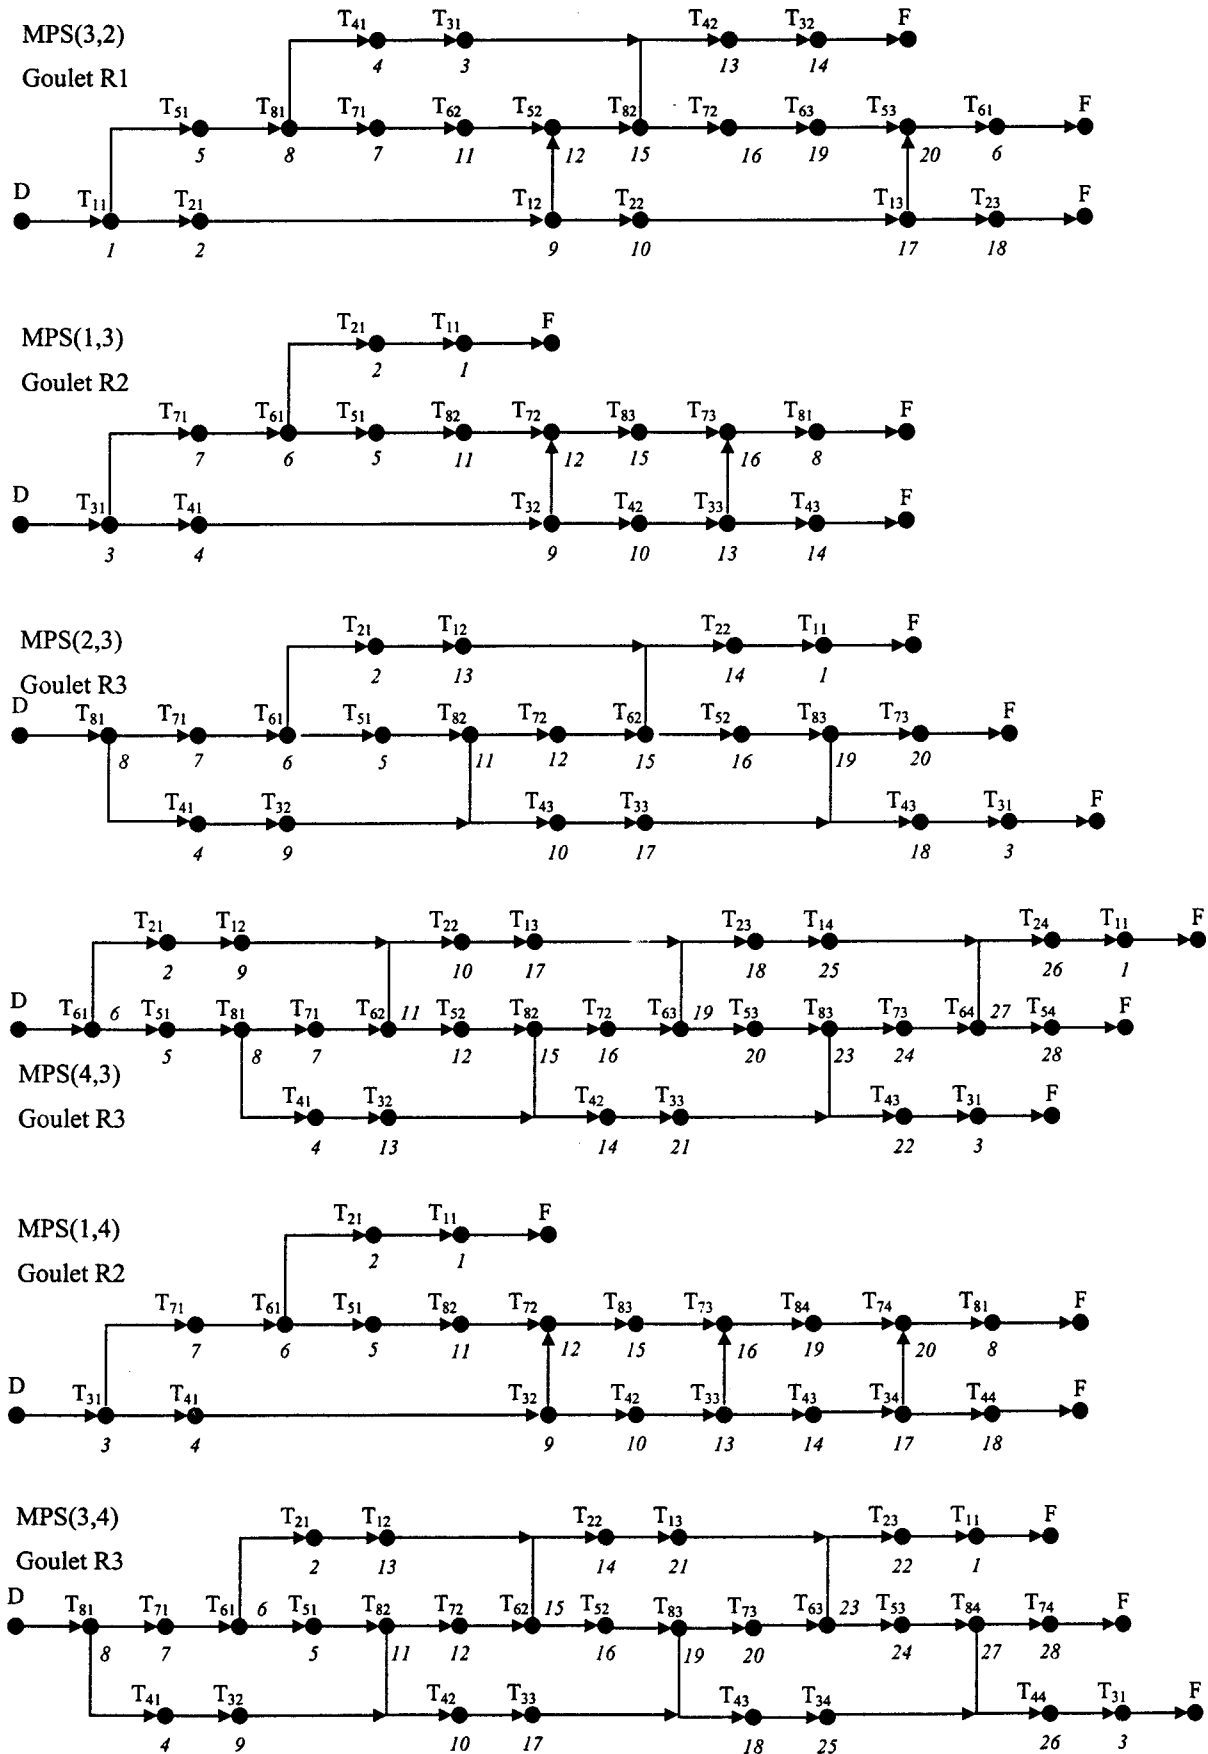 MPS(3,2)
Goulet R1
T41 T31 T42 T32 F
4 3 13 14
T51 T81 T71 T62 T52 T82 T72 T63 T53 T61 F
5 8 7 11 12 15 16 19 20 6
D T11 T21 T12 T22 T13 T23 F
1 2 9 10 17 18
MPS(1,3)
Goulet R2
T21 T11 F
2 1
T71 T61 T51 T82 T72 T83 T73 T81 F
7 6 5 11 12 15 16 8
D T31 T41 T32 T42 T33 T43 F
3 4 9 10 13 14
MPS(2,3)
Goulet R3
T21 T12 T22 T11 F
2 13 14 1
D T81 T71 T61 T51 T82 T72 T62 T52 T83 T73 F
8 7 6 5 11 12 15 16 19 20
T41 T32 T43 T33 T43 T31 F
4 9 10 17 18 3
T21 T12 T22 T13 T23 T14 T24 T11 F
2 9 10 17 18 25 26 1
D T61 6 T51 T81 T71 T62 11 T52 T82 T72 T63 19 T53 T83 T73 T64 27 T54 F
5 8 7 12 15 16 20 23 24 28
MPS(4,3)
Goulet R3
T41 T32 T42 T33 T43 T31 F
4 13 14 21 22 3
MPS(1,4)
Goulet R2
T21 T11 F
2 1
T71 T61 T51 T82 T72 T83 T73 T84 T74 T81 F
7 6 5 11 12 15 16 19 20 8
D T31 T41 T32 T42 T33 T43 T34 T44 F
3 4 9 10 13 14 17 18
MPS(3,4)
Goulet R3
T21 T12 T22 T13 T23 T11 F
2 13 14 21 22 1
D T81 T71 T61 6 T51 T82 T72 T62 15 T52 T83 T73 T63 23 T53 T84 T74 F
8 7 5 11 12 16 19 20 24 27 28
T41 T32 T42 T33 T43 T34 T44 T31 F
4 9 10 17 18 25 26 3